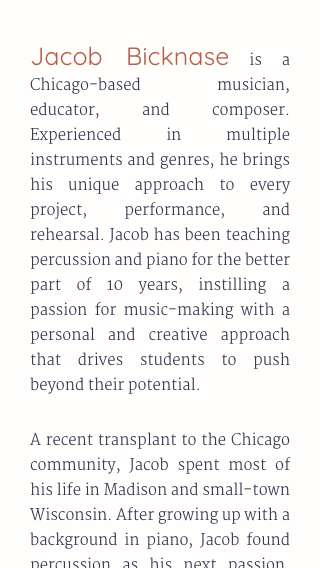 Jacob Bicknase is a
Chicago-based musician,
educator, and composer.
Experienced in multiple
instruments and genres, he brings
his unique approach to every
project, performance, and
rehearsal. Jacob has been teaching
percussion and piano for the better
part of 10 years, instilling a
passion for music-making with a
personal and creative approach
that drives students to push
beyond their potential.
A recent transplant to the Chicago
community, Jacob spent most of
his life in Madison and small-town
Wisconsin. After growing up with a
background in piano, Jacob found
percussion as his next passion,